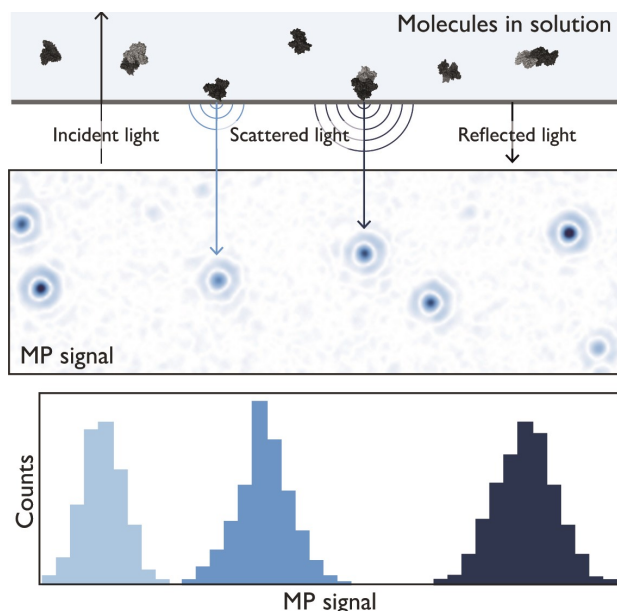 Molecules in solution
Incident light
Scattered light
Reflected light
MP signal
Counts
MP signal